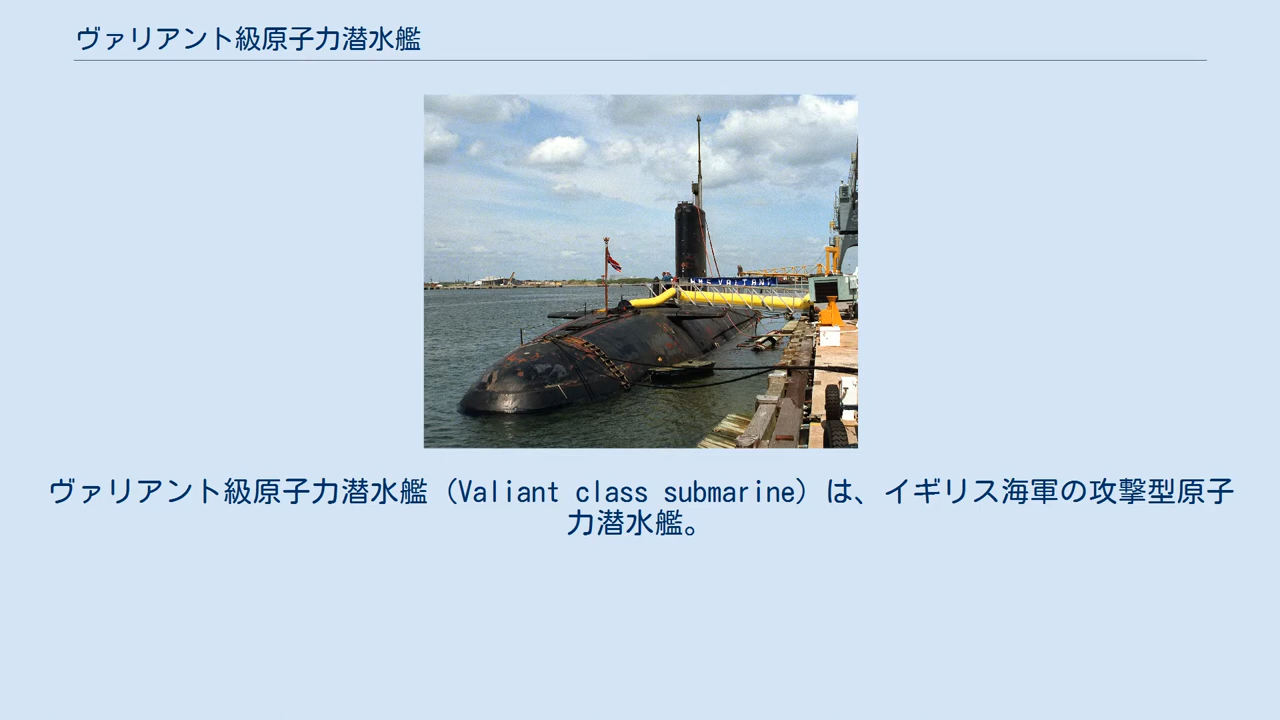 ヴァリアント級原子力潜水艦
HMS VALIANT
ヴァリアント級原子力潜水艦（Valiant class submarine）は、イギリス海軍の攻撃型原子
力潜水艦。